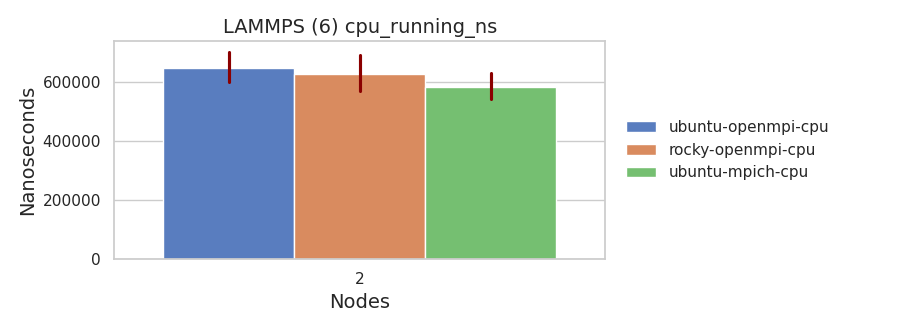 LAMMPS (6) cpu_running_ns
Nanoseconds
600000
400000
200000
0
2
Nodes
ubuntu-openmpi-cpu
rocky-openmpi-cpu
ubuntu-mpich-cpu